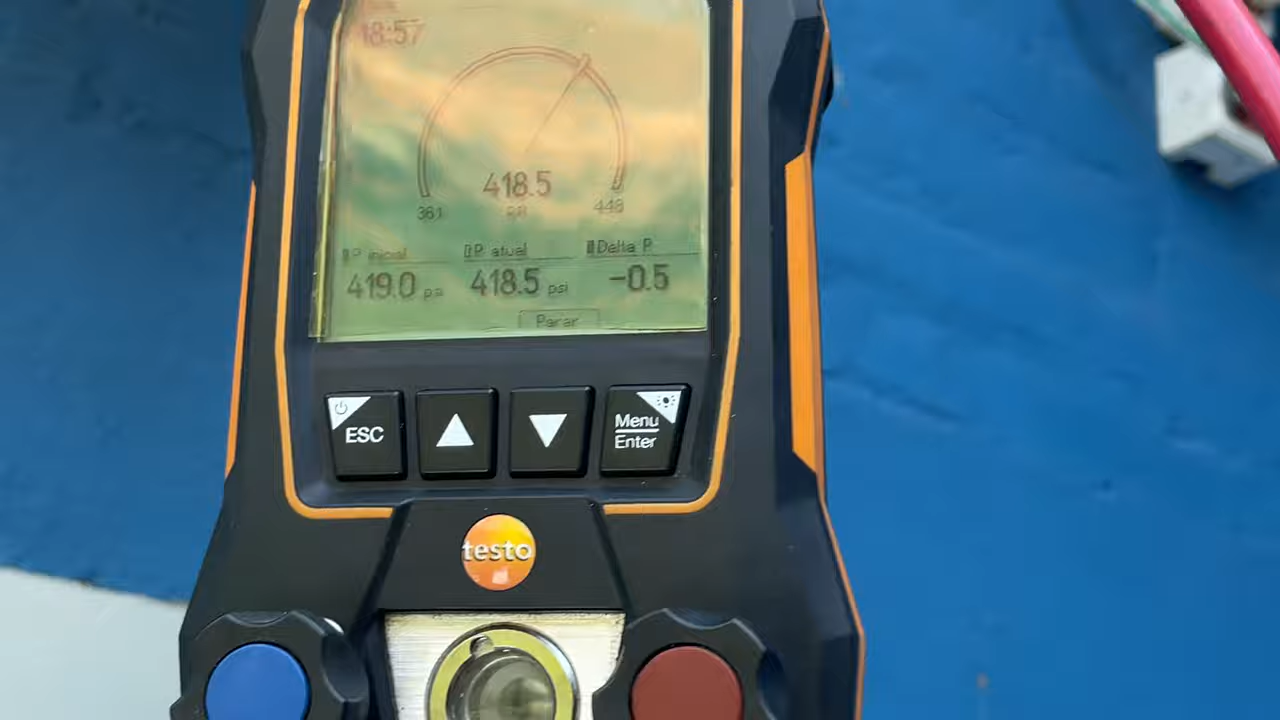 18:57
418.5
psi
361 448
P inicial P. atual Delta P.
419.0 psi 418.5 psi -0.5
Parar
ESC
Menu
Enter
testo